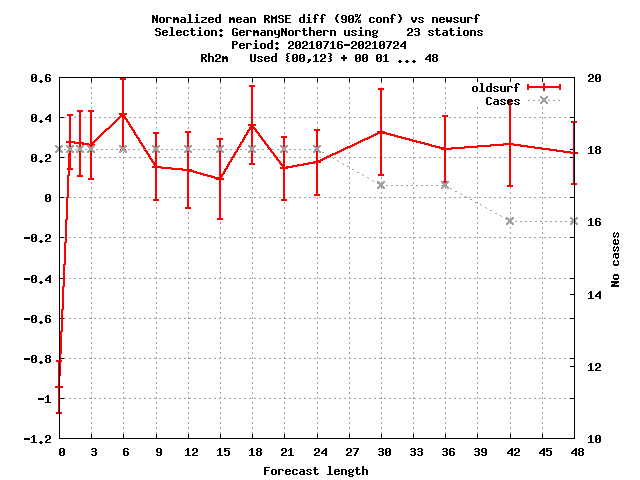 Normalized mean RMSE diff (90% conf) vs newsurf
Selection: GermanyNorthern using    23 stations
Period: 20210716-20210724
Rh2m   Used {00,12} + 00 01 ... 48
oldsurf
Cases
0.6
0.4
0.2
0
-0.2
-0.4
-0.6
-0.8
-1
-1.2
20
18
16
14
12
10
No cases
0 3 6 9 12 15 18 21 24 27 30 33 36 39 42 45 48
Forecast length